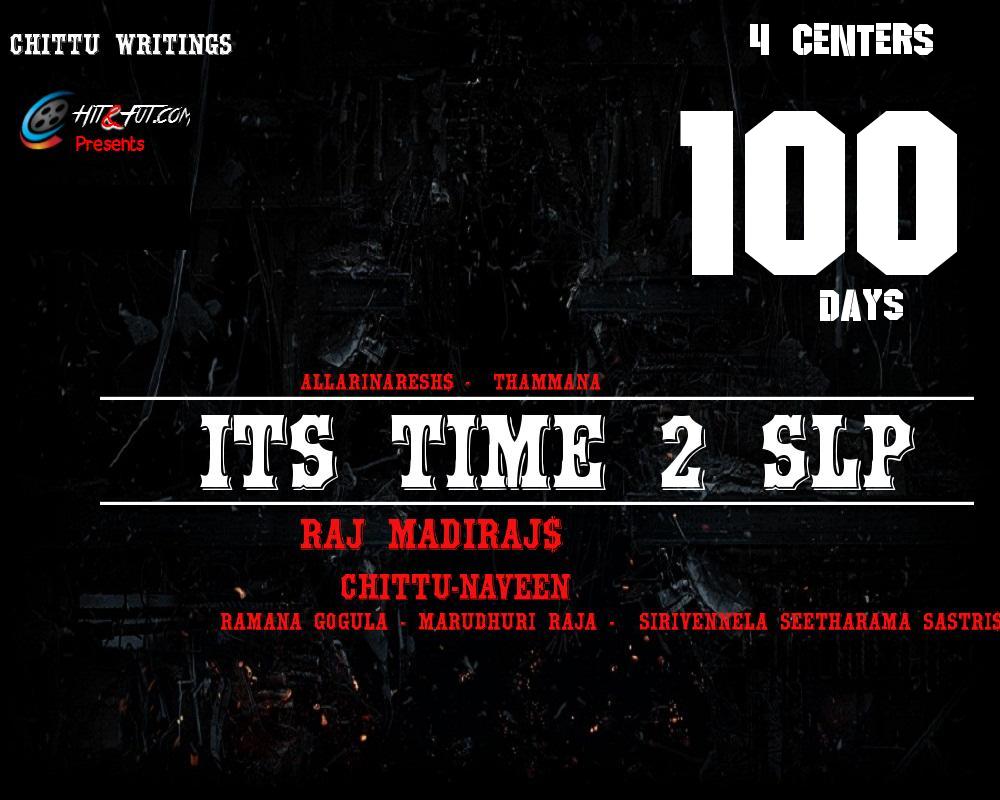 CHITTU WRITINGS
4 CENTERS
HIT&FUT.COM
Presents
100
DAYS
ALLARINARESH$ - THAMMANA
ITS TIME 2 SLP
RAJ MADIRAJ$
CHITTU-NAVEEN
RAMANA GOGULA - MARUDHURI RAJA - SIRIVENNELA SEETHARAMA SASTRIS